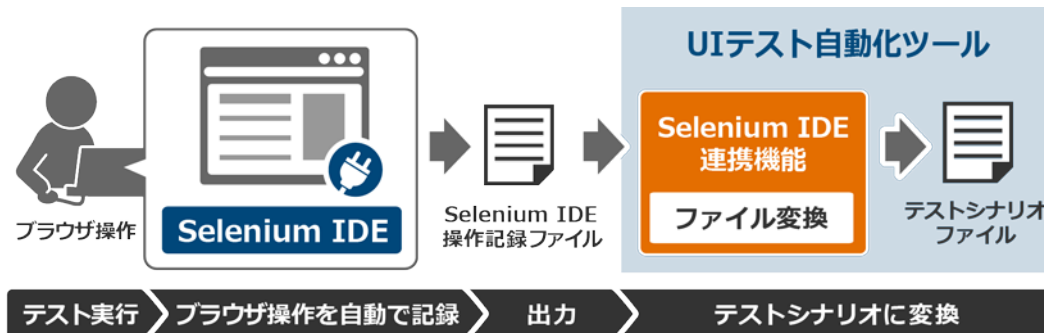 UIテスト自動化ツール
ブラウザ操作
Selenium IDE
Selenium IDE
操作記録ファイル
Selenium IDE
連携機能
ファイル変換
テストシナリオ
ファイル
テスト実行
ブラウザ操作を自動で記録
出力
テストシナリオに変換